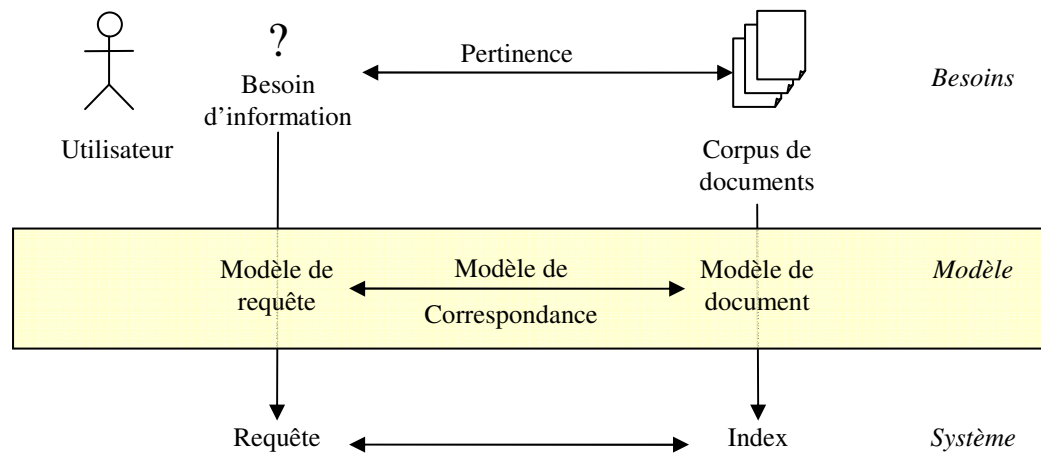 ?
Pertinence
Besoins
Besoin
d’information
Utilisateur
Corpus de
documents
Modèle de
requête
Modèle de
Correspondance
Modèle de
document
Modèle
Requête
Index
Système